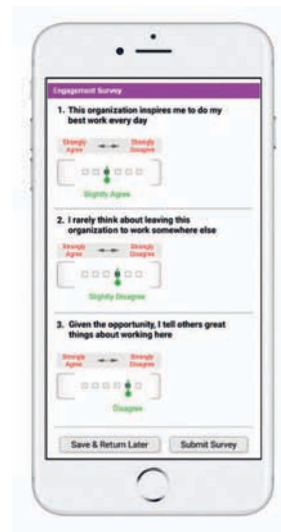 Engagement Survey
1. This organization inspires me to do my
best work every day
Strongly Strongly
Agree Disagree
Slightly Agree
2. I rarely think about leaving this
organization to work somewhere else
Strongly Strongly
Agree Disagree
Slightly Disagree
3. Given the opportunity, I tell others great
things about working here
Strongly Strongly
Agree Disagree
Disagree
Save & Return Later Submit Survey